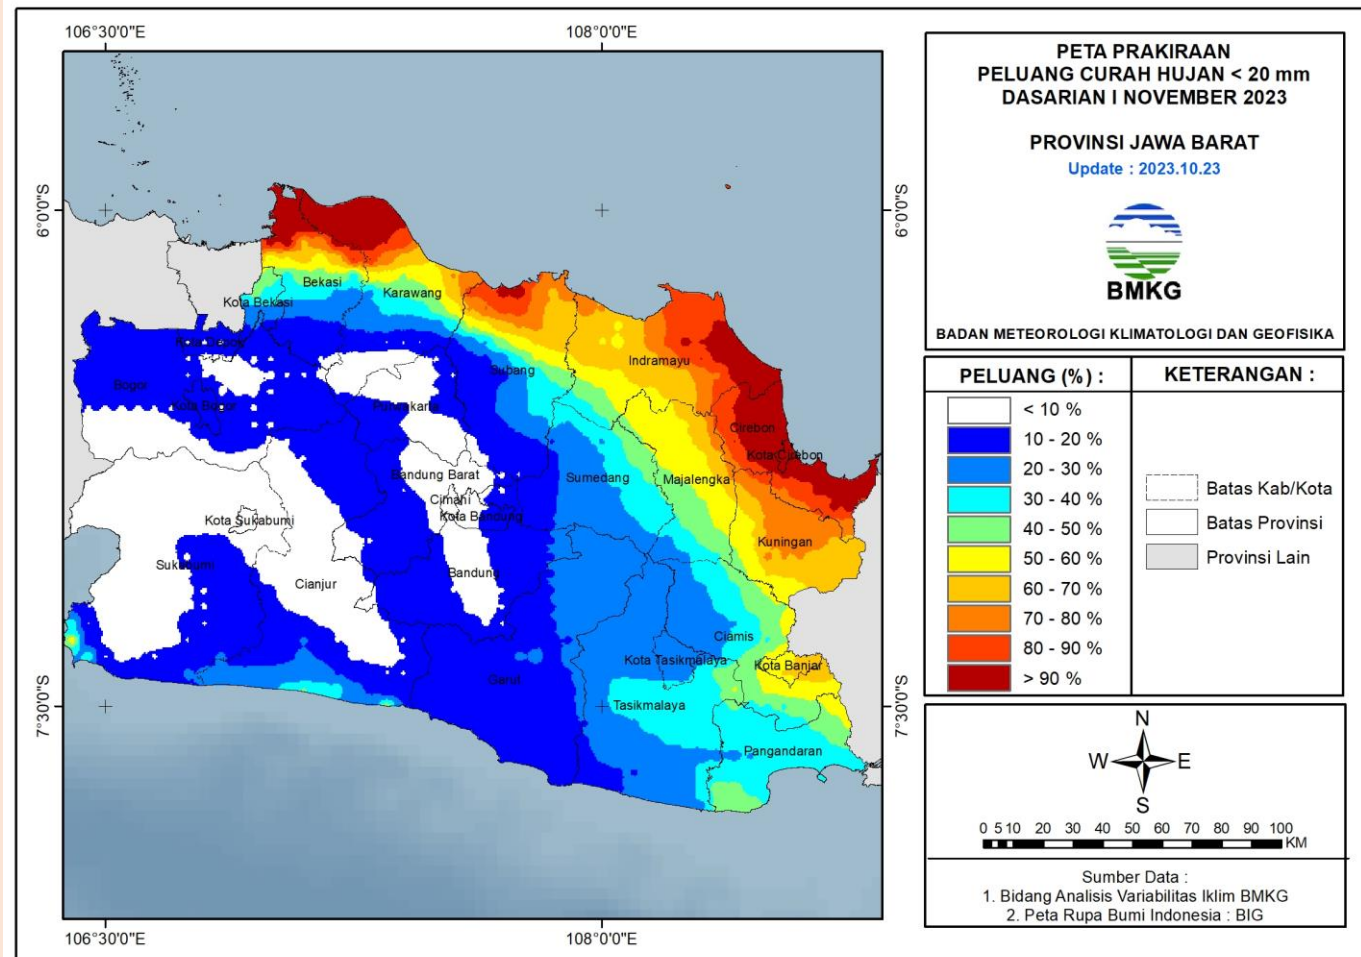 106°30'0"E
108°0'0"E
6°0'0"S
6°0'0"S
Bekasi
Kota Bekasi
Karawang
Kota Depok
Bogor
Kota Bogor
Purwakarta
Subang
Indramayu
Cirebon
Kota Cirebon
Bandung Barat
Cimahi
Kota Bandung
Sumedang
Majalengka
Kuningan
Kota Sukabumi
Sukabumi
Cianjur
Bandung
Ciamis
Kota Tasikmalaya
Kota Banjar
Garut
Tasikmalaya
Pangandaran
7°30'0"S
7°30'0"S
106°30'0"E
108°0'0"E
PETA PRAKIRAAN
PELUANG CURAH HUJAN < 20 mm
DASARIAN I NOVEMBER 2023
PROVINSI JAWA BARAT
Update : 2023.10.23
BMKG
BADAN METEOROLOGI KLIMATOLOGI DAN GEOFISIKA
PELUANG (%) :
< 10 %
10 - 20 %
20 - 30 %
30 - 40 %
40 - 50 %
50 - 60 %
60 - 70 %
70 - 80 %
80 - 90 %
> 90 %
KETERANGAN :
Batas Kab/Kota
Batas Provinsi
Provinsi Lain
N
W E
S
0 5 10 20 30 40 50 60 70 80 90 100
KM
Sumber Data :
1. Bidang Analisis Variabilitas Iklim BMKG
2. Peta Rupa Bumi Indonesia : BIG